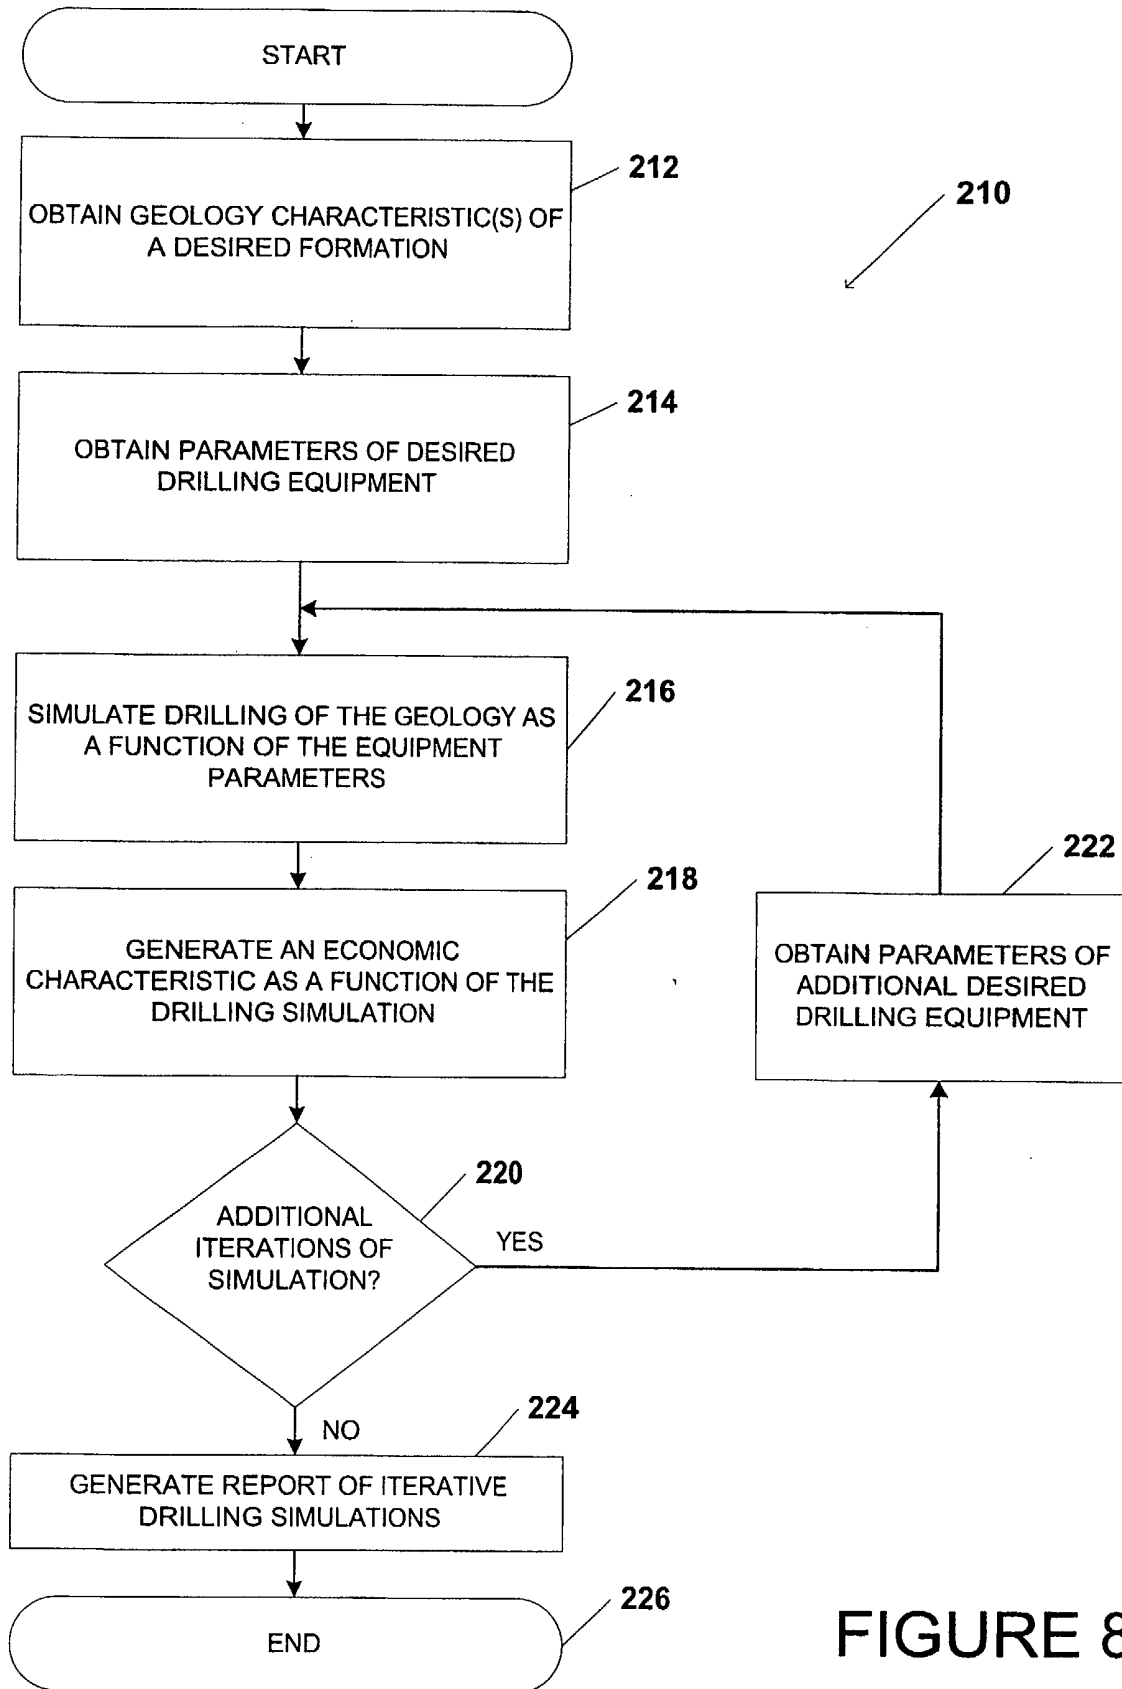 START
212
210
OBTAIN GEOLOGY CHARACTERISTIC(S) OF
A DESIRED FORMATION
214
OBTAIN PARAMETERS OF DESIRED
DRILLING EQUIPMENT
216
SIMULATE DRILLING OF THE GEOLOGY AS
A FUNCTION OF THE EQUIPMENT
PARAMETERS
218
GENERATE AN ECONOMIC
CHARACTERISTIC AS A FUNCTION OF THE
DRILLING SIMULATION
222
OBTAIN PARAMETERS OF
ADDITIONAL DESIRED
DRILLING EQUIPMENT
220
ADDITIONAL
ITERATIONS OF
SIMULATION?
YES
NO
224
GENERATE REPORT OF ITERATIVE
DRILLING SIMULATIONS
226
END
FIGURE 8